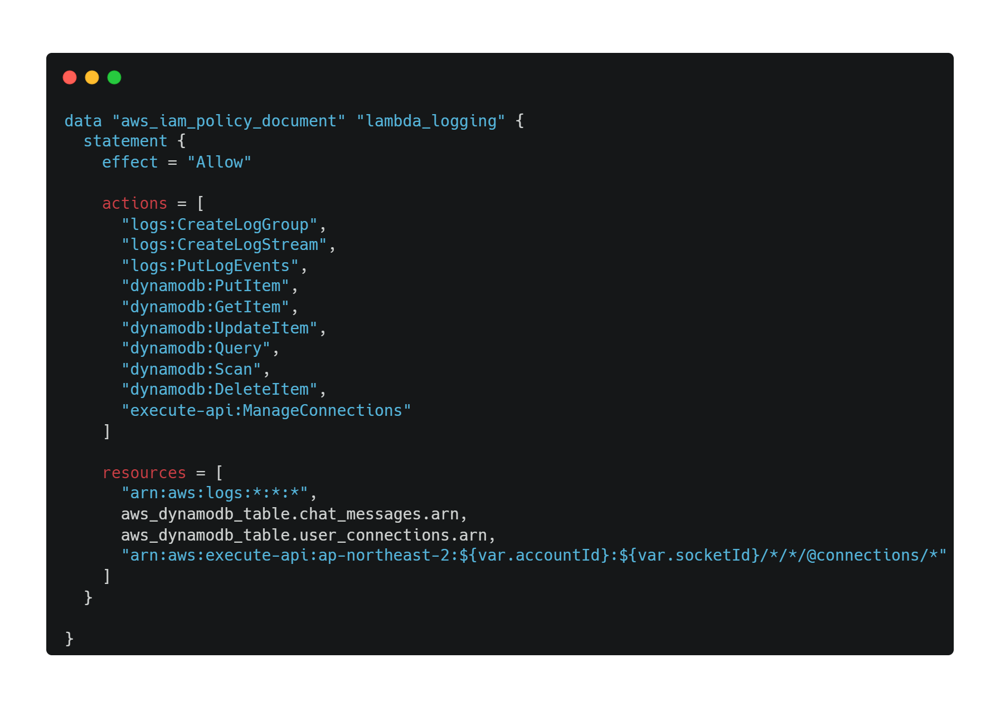 data "aws_iam_policy_document" "lambda_logging" {
  statement {
    effect = "Allow"

    actions = [
      "logs:CreateLogGroup",
      "logs:CreateLogStream",
      "logs:PutLogEvents",
      "dynamodb:PutItem",
      "dynamodb:GetItem",
      "dynamodb:UpdateItem",
      "dynamodb:Query",
      "dynamodb:Scan",
      "dynamodb:DeleteItem",
      "execute-api:ManageConnections"
    ]

    resources = [
      "arn:aws:logs:*:*:*",
      aws_dynamodb_table.chat_messages.arn,
      aws_dynamodb_table.user_connections.arn,
      "arn:aws:execute-api:ap-northeast-2:${var.accountId}:${var.socketId}/*/*/@connections/*"
    ]
  }

}